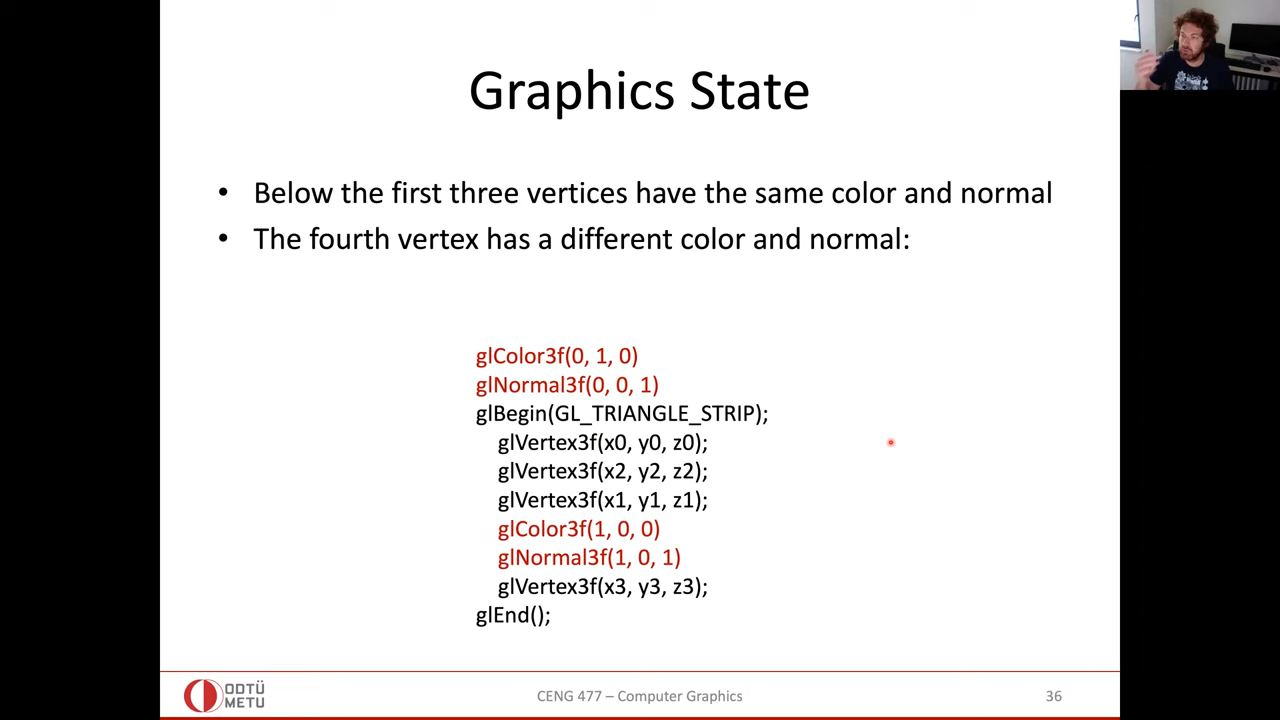 Graphics State
• Below the first three vertices have the same color and normal
• The fourth vertex has a different color and normal:
glColor3f(0, 1, 0)
glNormal3f(0, 0, 1)
glBegin(GL_TRIANGLE_STRIP);
glVertex3f(x0, y0, z0);
glVertex3f(x2, y2, z2);
glVertex3f(x1, y1, z1);
glColor3f(1, 0, 0)
glNormal3f(1, 0, 1)
glVertex3f(x3, y3, z3);
glEnd();
ODTÜ
METU
CENG 477 – Computer Graphics
36